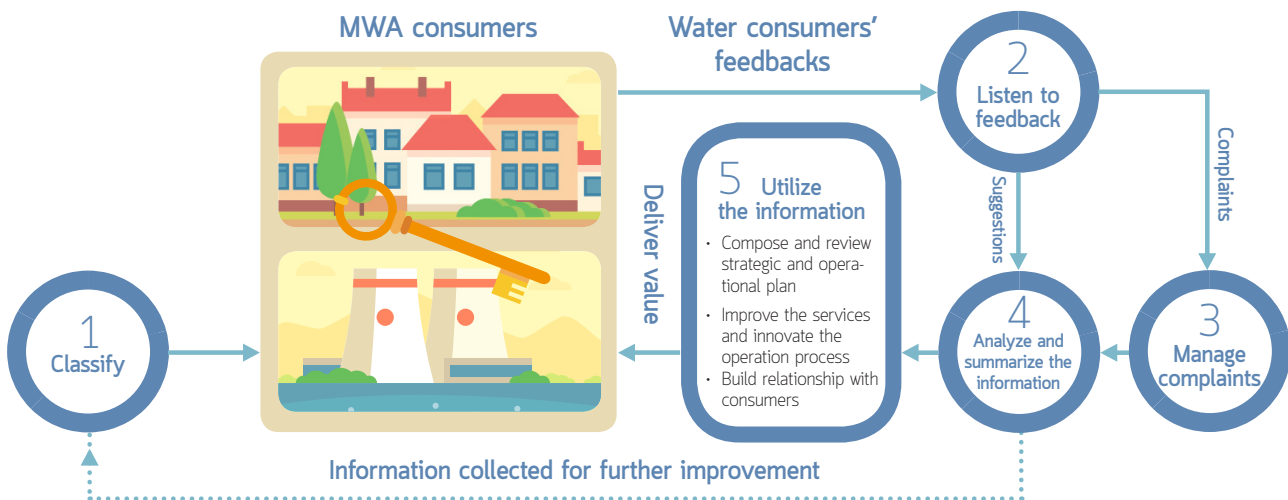 MWA consumers
Water consumers'
feedbacks
2
Listen to
feedback
Complaints
Suggestions
Deliver value
5 Utilize
the information
• Compose and review
strategic and opera-
tional plan
• Improve the services
and innovate the
operation process
• Build relationship with
consumers
1
Classify
4
Analyze and
summarize the
information
3
Manage
complaints
Information collected for further improvement